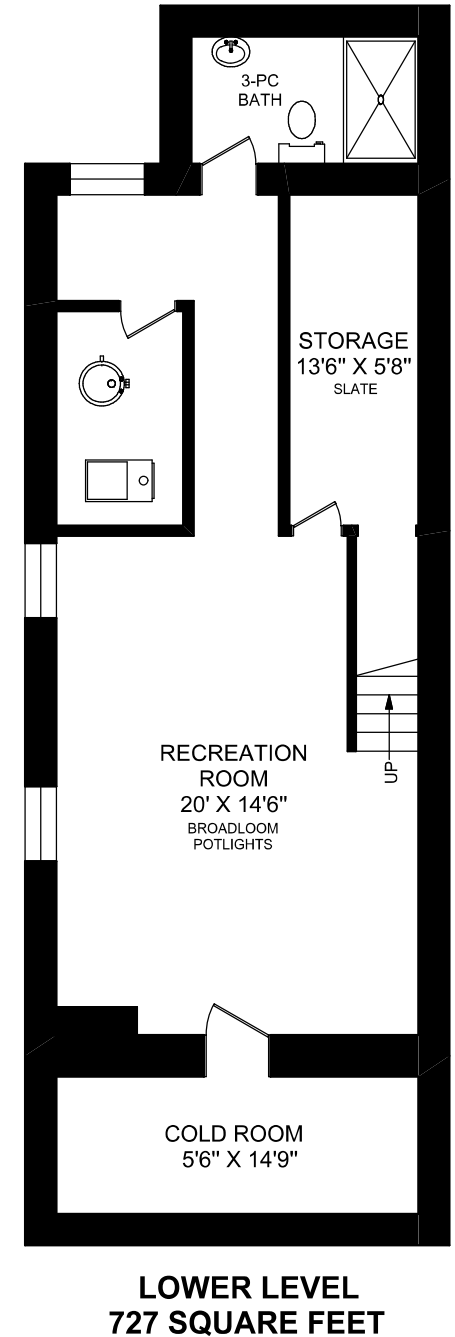 3-PC
BATH
STORAGE
13'6" X 5'8"
SLATE
RECREATION
ROOM
20' X 14'6"
BROADLOOM
POTLIGHTS
UP
COLD ROOM
5'6" X 14'9"
LOWER LEVEL
727 SQUARE FEET